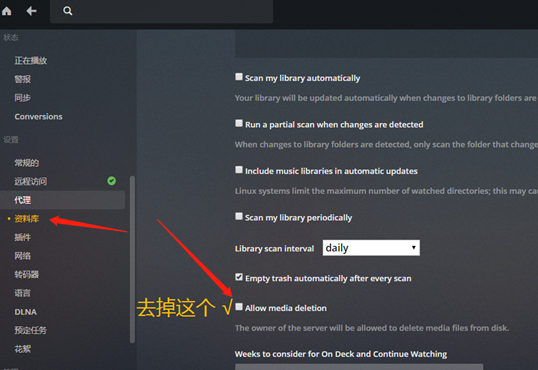 状态
正在播放
警报
同步
Conversions
设置
常规的
远程访问
代理
资料库
插件
网络
转码器
语言
DLNA
预定任务
花絮
Scan my library automatically
Your library will be updated automatically when changes to library folders are
Run a partial scan when changes are detected
When changes to library folders are detected, only scan the folder that change
Include music libraries in automatic updates
Linux systems limit the maximum number of watched directories; this may ca
Scan my library periodically
Library scan interval daily
Empty trash automatically after every scan
去掉这个 √
Allow media deletion
The owner of the server will be allowed to delete media files from disk.
Weeks to consider for On Deck and Continue Watching